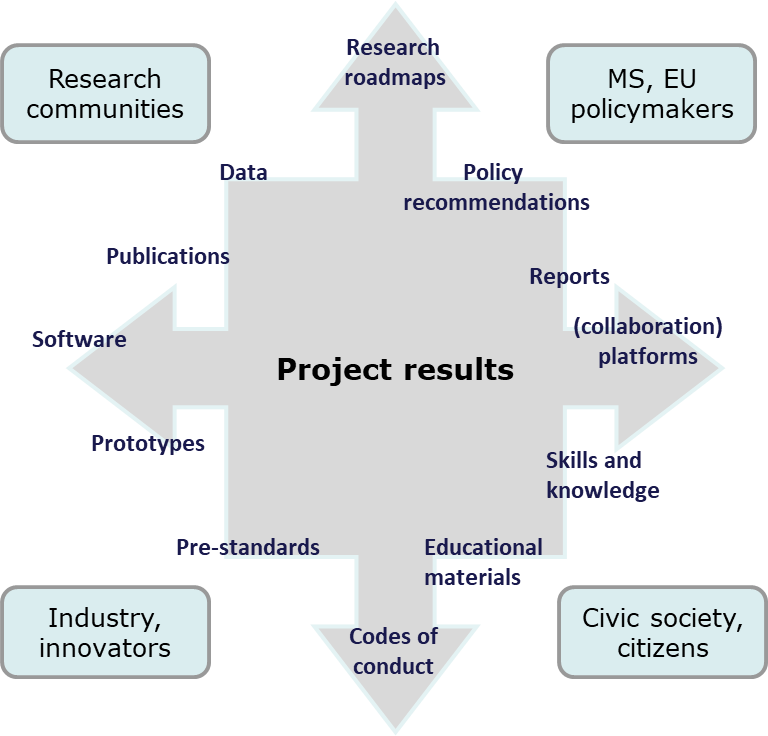 Research
roadmaps
Research
communities
MS, EU
policymakers
Data
Policy
recommendations
Publications
Reports
Software
(collaboration)
platforms
Project results
Prototypes
Skills and
knowledge
Pre-standards
Educational
materials
Industry,
innovators
Codes of
conduct
Civic society,
citizens